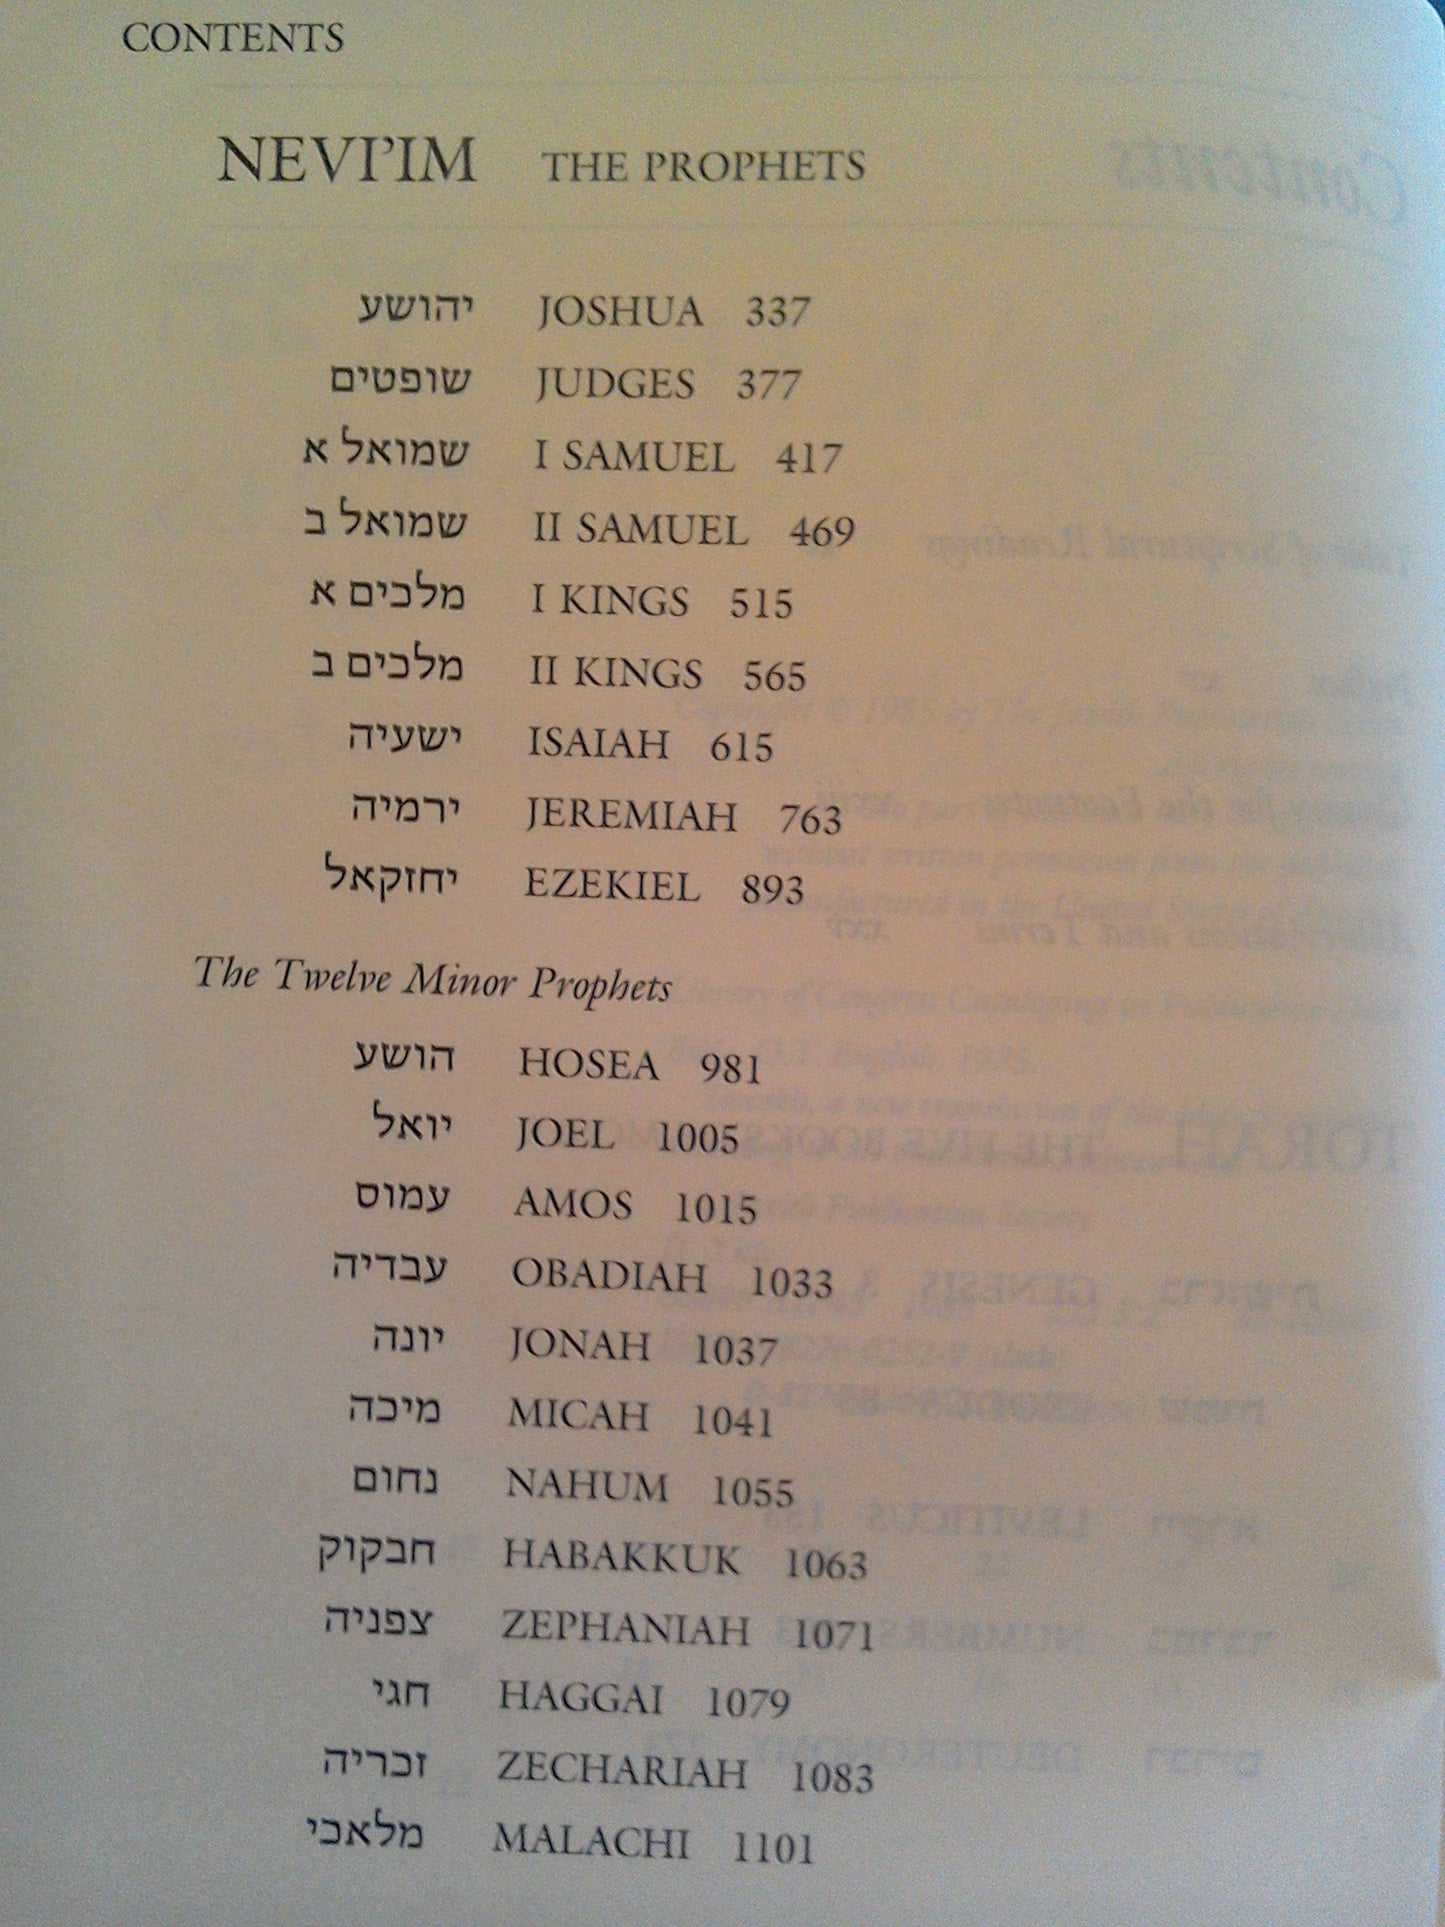 CONTENTS
NEVI'IM THE PROPHETS
יהושע JOSHUA 337
שופטים JUDGES 377
שמואל א I SAMUEL 417
שמואל ב II SAMUEL 469
מלכים א I KINGS 515
מלכים ב II KINGS 565
ישעיה ISAIAH 615
ירמיה JEREMIAH 763
יחזקאל EZEKIEL 893
The Twelve Minor Prophets
הושע HOSEA 981
יואל JOEL 1005
עמוס AMOS 1015
עבדיה OBADIAH 1033
יונה JONAH 1037
מיכה MICAH 1041
נחום NAHUM 1055
חבקוק HABAKKUK 1063
צפניה ZEPHANIAH 1071
חגי HAGGAI 1079
זכריה ZECHARIAH 1083
מלאכי MALACHI 1101